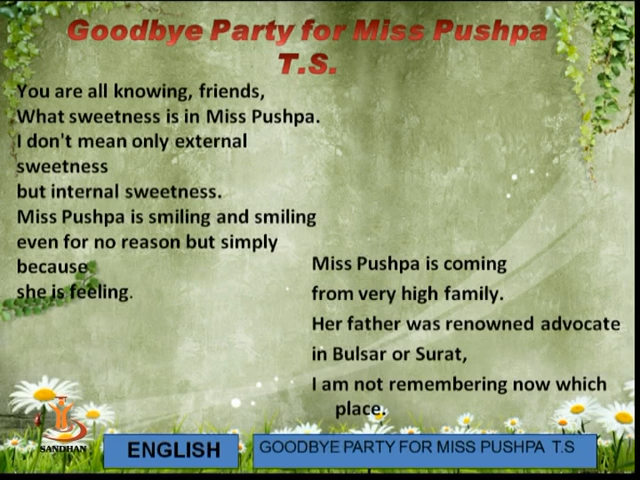 Goodbye Party for Miss Pushpa
T.S.
You are all knowing, friends,
What sweetness is in Miss Pushpa.
I don't mean only external
sweetness
but internal sweetness.
Miss Pushpa is smiling and smiling
even for no reason but simply
because
she is feeling.
Miss Pushpa is coming
from very high family.
Her father was renowned advocate
in Bulsar or Surat,
I am not remembering now which
place.
SANDHAN
ENGLISH
GOODBYE PARTY FOR MISS PUSHPA T.S